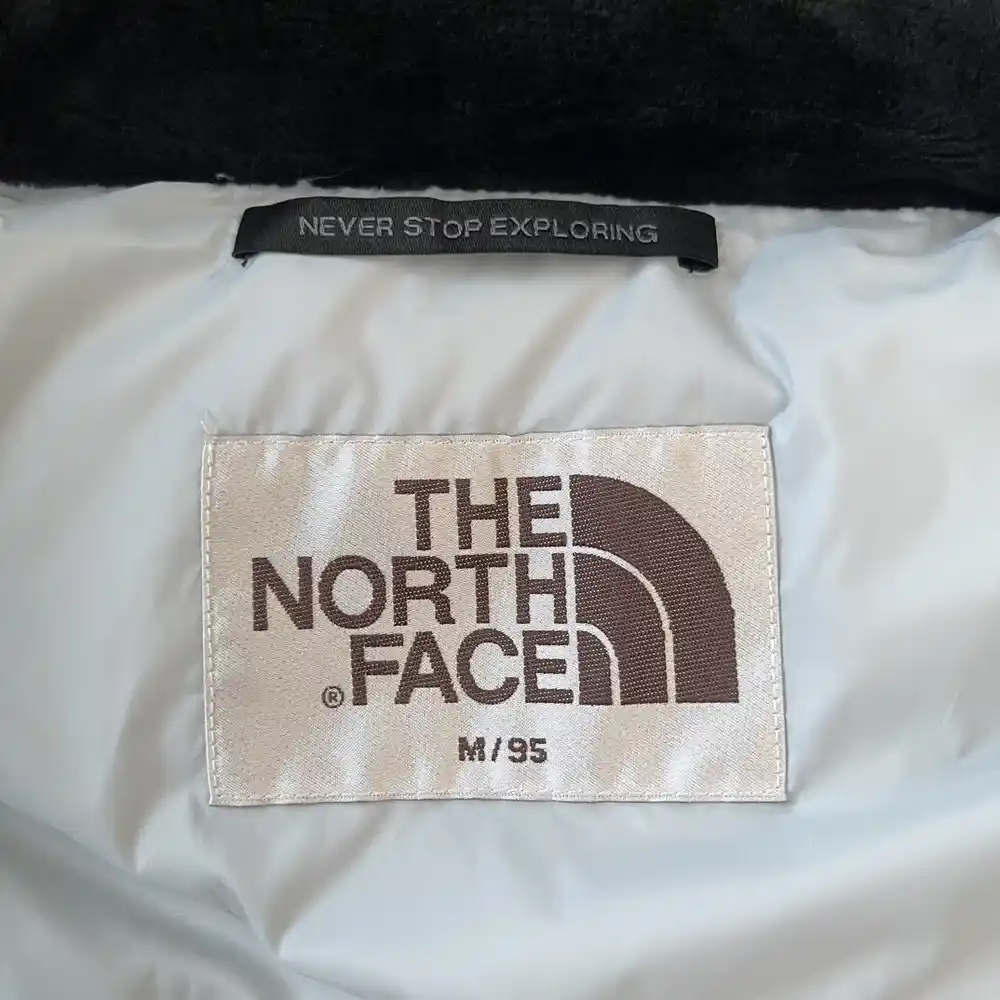 NEVER STOP EXPLORING
THE
NORTH
®FACE
M/95